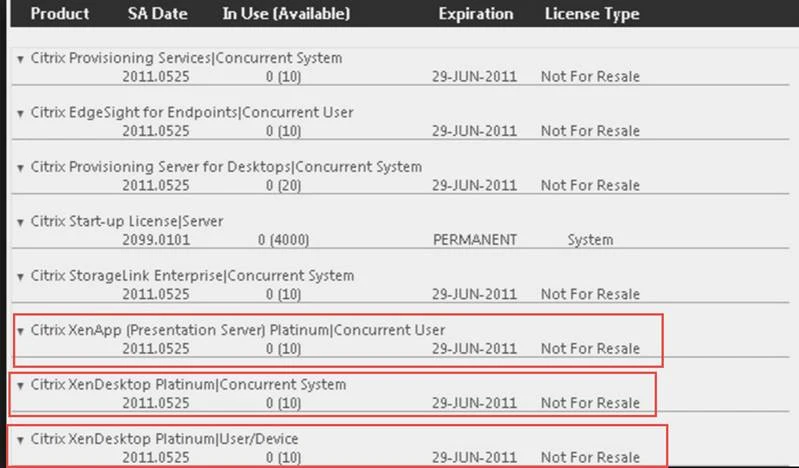 Product SA Date In Use (Available) Expiration License Type
▼ Citrix Provisioning Services|Concurrent System
2011.0525 0 (10) 29-JUN-2011 Not For Resale
▼ Citrix EdgeSight for Endpoints|Concurrent User
2011.0525 0 (10) 29-JUN-2011 Not For Resale
▼ Citrix Provisioning Server for Desktops|Concurrent System
2011.0525 0 (20) 29-JUN-2011 Not For Resale
▼ Citrix Start-up License|Server
2099.0101 0 (4000) PERMANENT System
▼ Citrix StorageLink Enterprise|Concurrent System
2011.0525 0 (10) 29-JUN-2011 Not For Resale
▼ Citrix XenApp (Presentation Server) Platinum|Concurrent User
2011.0525 0 (10) 29-JUN-2011 Not For Resale
▼ Citrix XenDesktop Platinum|Concurrent System
2011.0525 0 (10) 29-JUN-2011 Not For Resale
▼ Citrix XenDesktop Platinum|User/Device
2011.0525 0 (10) 29-JUN-2011 Not For Resale